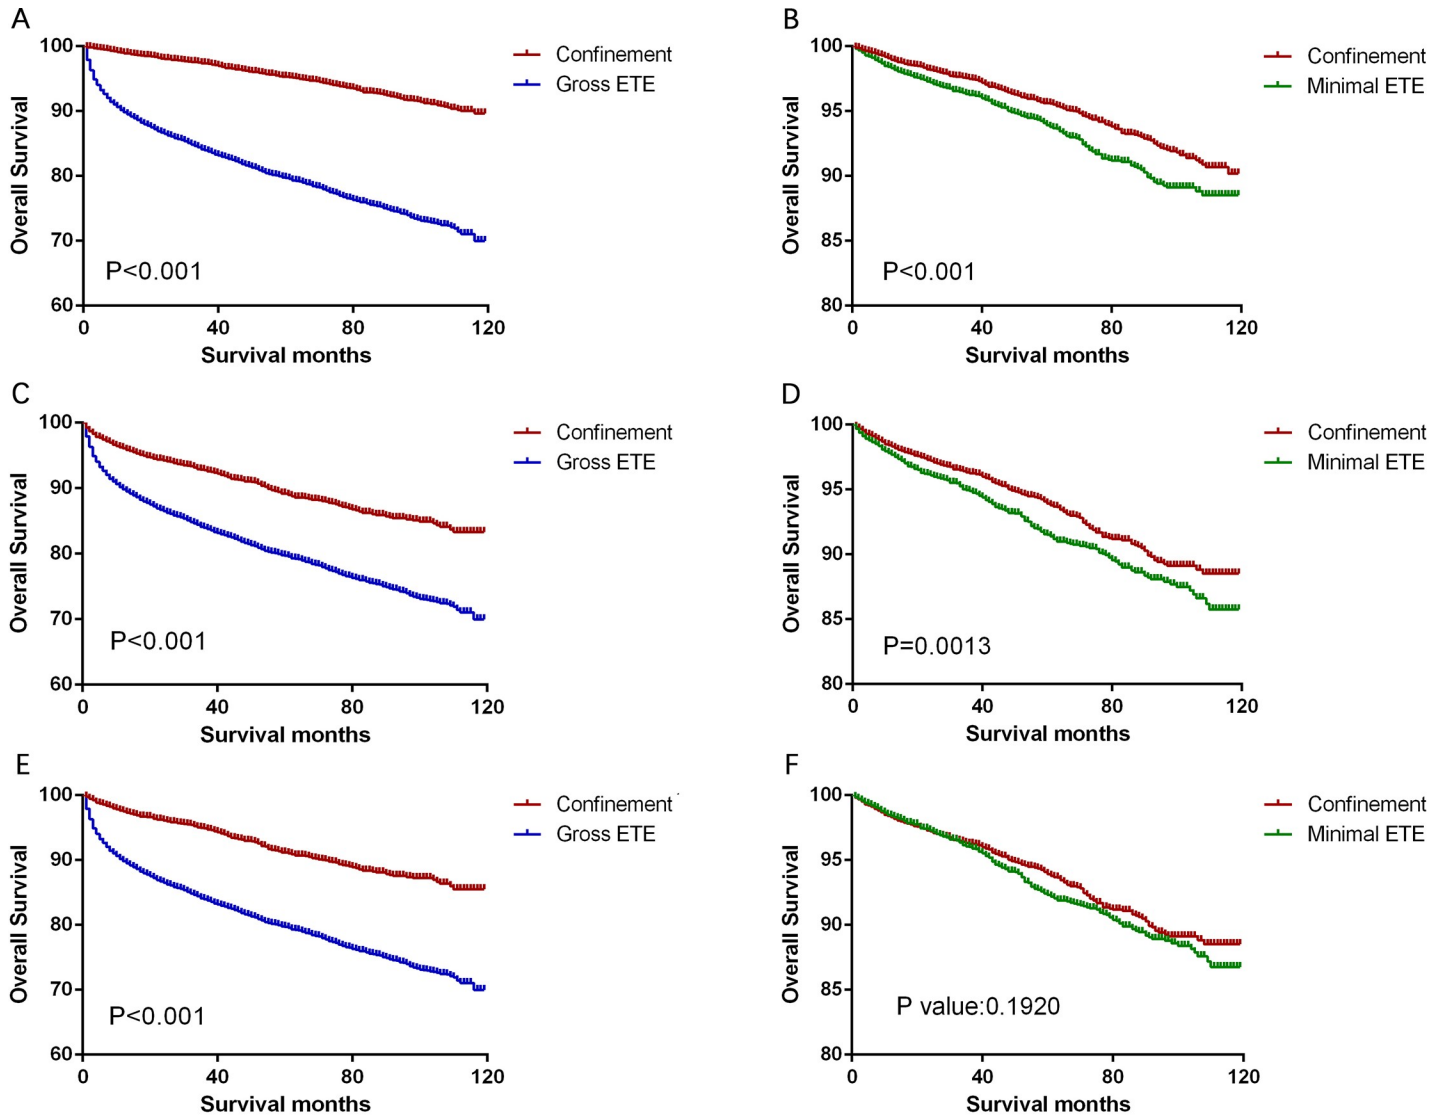 A
100
90
80
70
60
Overall Survival
P<0.001
0 40 80 120
Survival months
Confinement
Gross ETE
B
100
95
90
85
80
Overall Survival
P<0.001
0 40 80 120
Survival months
Confinement
Minimal ETE
C
100
90
80
70
60
Overall Survival
P<0.001
0 40 80 120
Survival months
Confinement
Gross ETE
D
100
95
90
85
80
Overall Survival
P=0.0013
0 40 80 120
Survival months
Confinement
Minimal ETE
E
100
90
80
70
60
Overall Survival
P<0.001
0 40 80 120
Survival months
Confinement
Gross ETE
F
100
95
90
85
80
Overall Survival
P value:0.1920
0 40 80 120
Survival months
Confinement
Minimal ETE